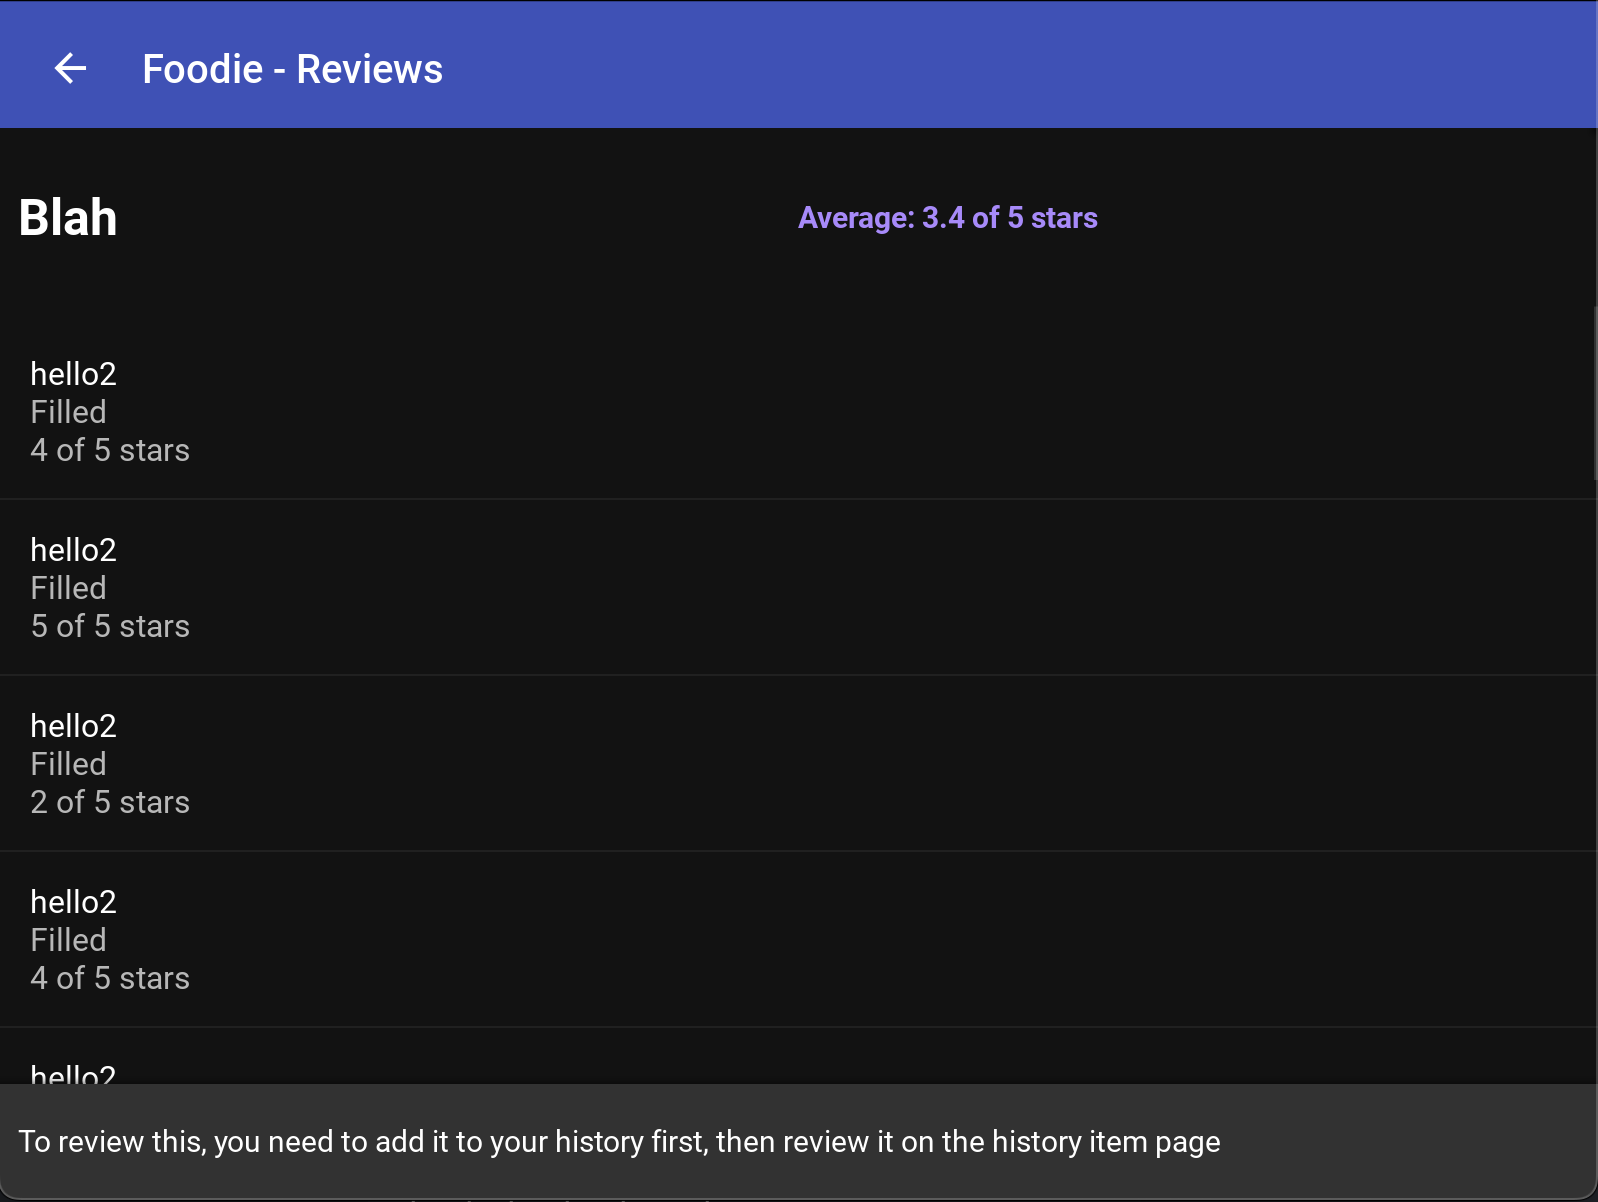 Foodie - Reviews
Blah
Average: 3.4 of 5 stars
hello2
Filled
4 of 5 stars
hello2
Filled
5 of 5 stars
hello2
Filled
2 of 5 stars
hello2
Filled
4 of 5 stars
hello2
To review this, you need to add it to your history first, then review it on the history item page